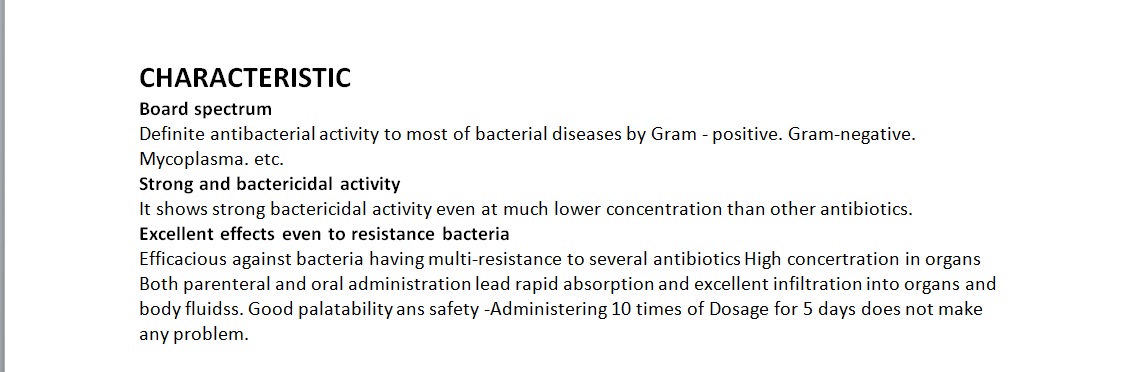 CHARACTERISTIC
Board spectrum
Definite antibacterial activity to most of bacterial diseases by Gram - positive. Gram-negative.
Mycoplasma. etc.
Strong and bactericidal activity
It shows strong bactericidal activity even at much lower concentration than other antibiotics.
Excellent effects even to resistance bacteria
Efficacious against bacteria having multi-resistance to several antibiotics High concertration in organs
Both parenteral and oral administration lead rapid absorption and excellent infiltration into organs and
body fluidss. Good palatability ans safety -Administering 10 times of Dosage for 5 days does not make
any problem.